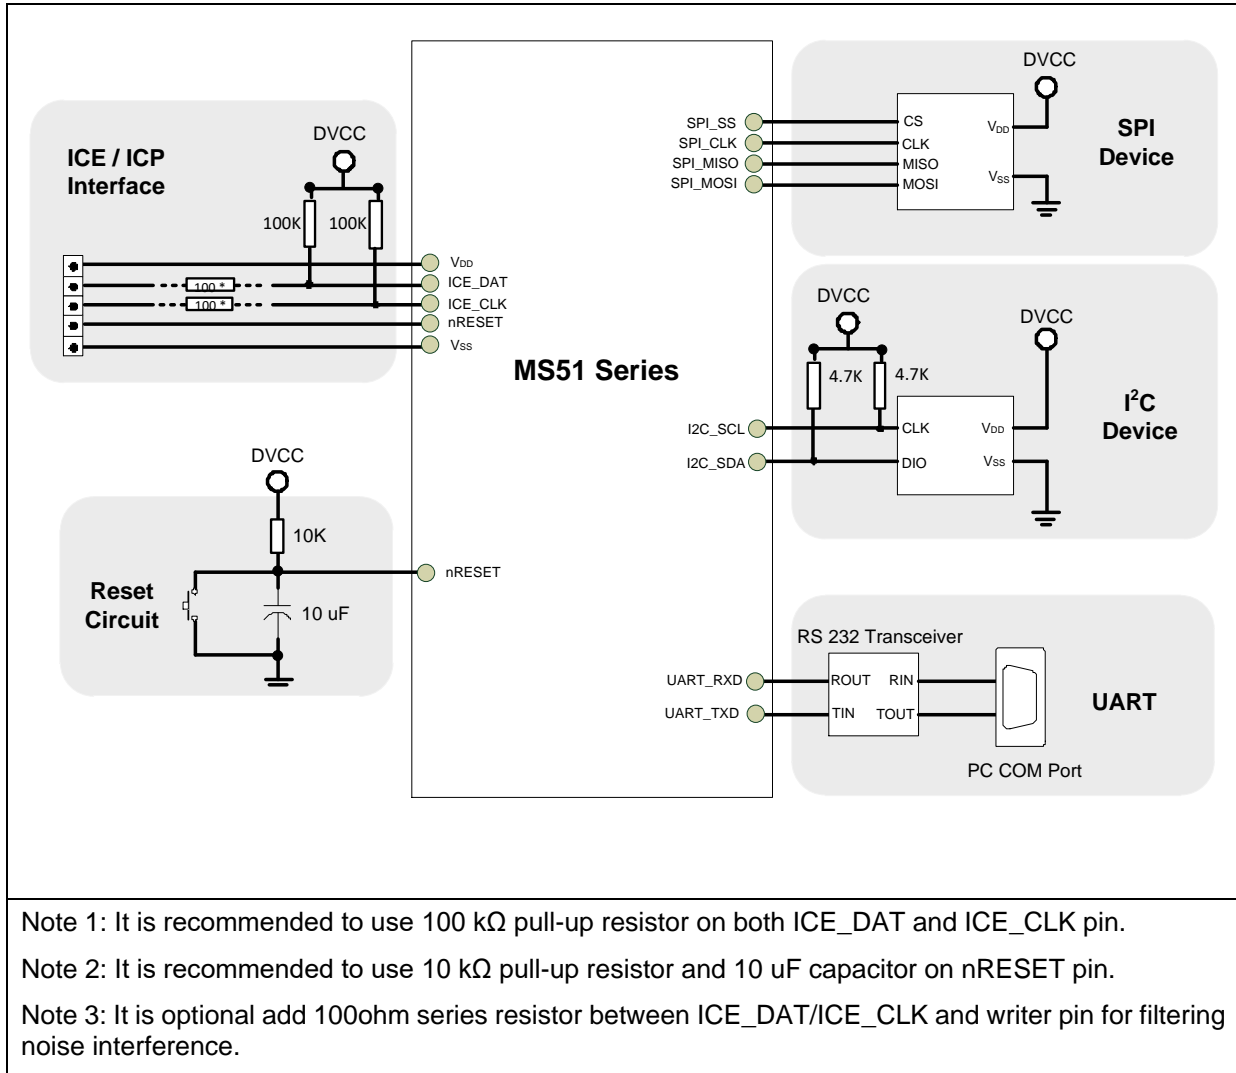 ICE / ICP
Interface
DVCC
100K
100K
100 *
100 *
VDD
ICE_DAT
ICE_CLK
nRESET
VSS
DVCC
10K
10 uF
Reset
Circuit
nRESET
MS51 Series
SPI_SS
SPI_CLK
SPI_MISO
SPI_MOSI
CS
CLK
MISO
MOSI
VDD
VSS
DVCC
SPI
Device
DVCC
4.7K
4.7K
I2C_SCL
I2C_SDA
CLK
DIO
VDD
VSS
DVCC
I²C
Device
RS 232 Transceiver
UART_RXD
UART_TXD
ROUT
RIN
TIN
TOUT
PC COM Port
UART
Note 1: It is recommended to use 100 kΩ pull-up resistor on both ICE_DAT and ICE_CLK pin.
Note 2: It is recommended to use 10 kΩ pull-up resistor and 10 uF capacitor on nRESET pin.
Note 3: It is optional add 100ohm series resistor between ICE_DAT/ICE_CLK and writer pin for filtering
noise interference.